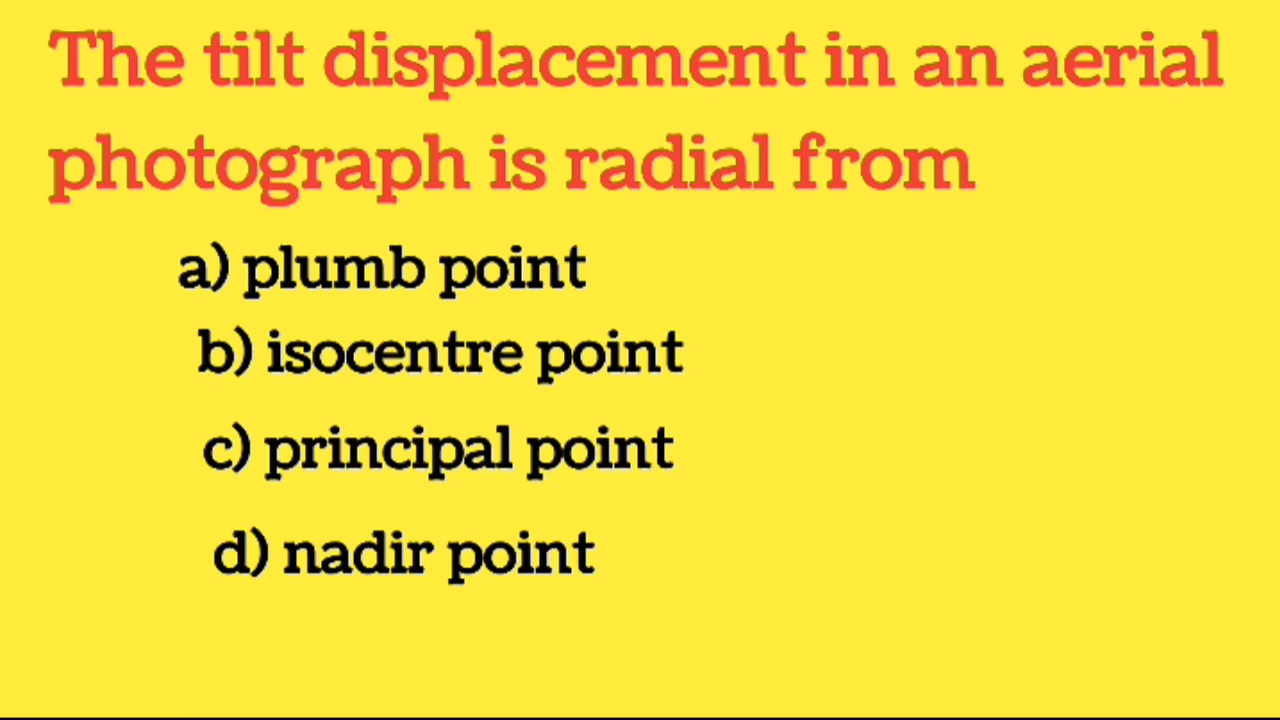 The tilt displacement in an aerial
photograph is radial from
a) plumb point
b) isocentre point
c) principal point
d) nadir point